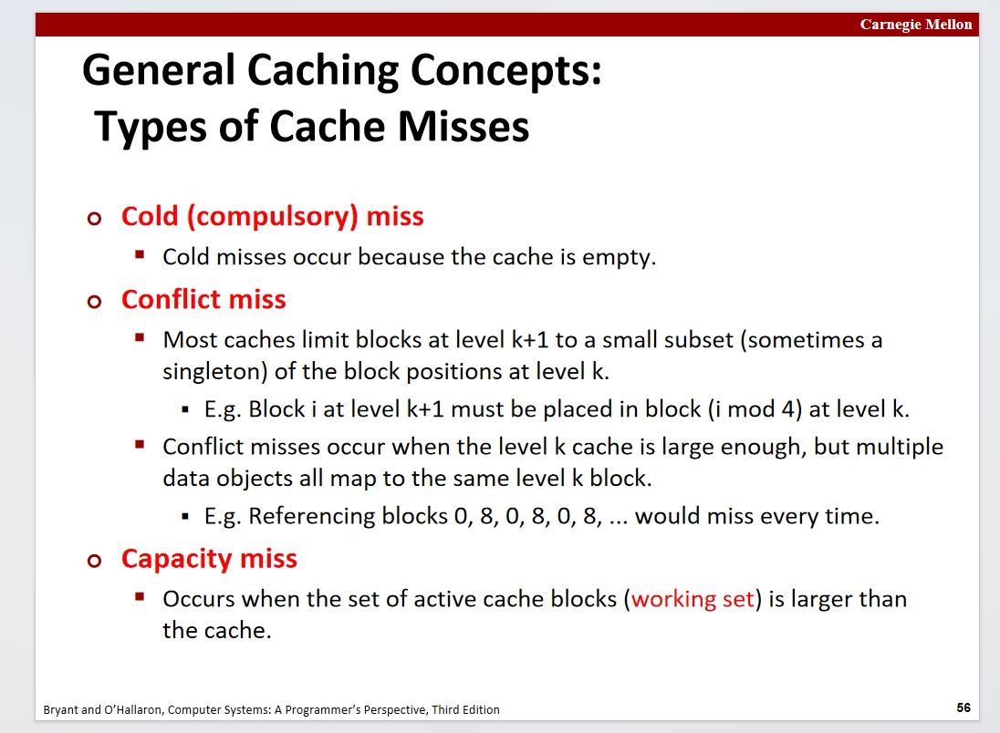 Carnegie Mellon
General Caching Concepts:
Types of Cache Misses
Cold (compulsory) miss
Cold misses occur because the cache is empty.
Conflict miss
Most caches limit blocks at level k+1 to a small subset (sometimes a
singleton) of the block positions at level k.
E.g. Block i at level k+1 must be placed in block (i mod 4) at level k.
Conflict misses occur when the level k cache is large enough, but multiple
data objects all map to the same level k block.
E.g. Referencing blocks 0, 8, 0, 8, 0, 8, ... would miss every time.
Capacity miss
Occurs when the set of active cache blocks (working set) is larger than
the cache.
Bryant and O’Hallaron, Computer Systems: A Programmer’s Perspective, Third Edition
56